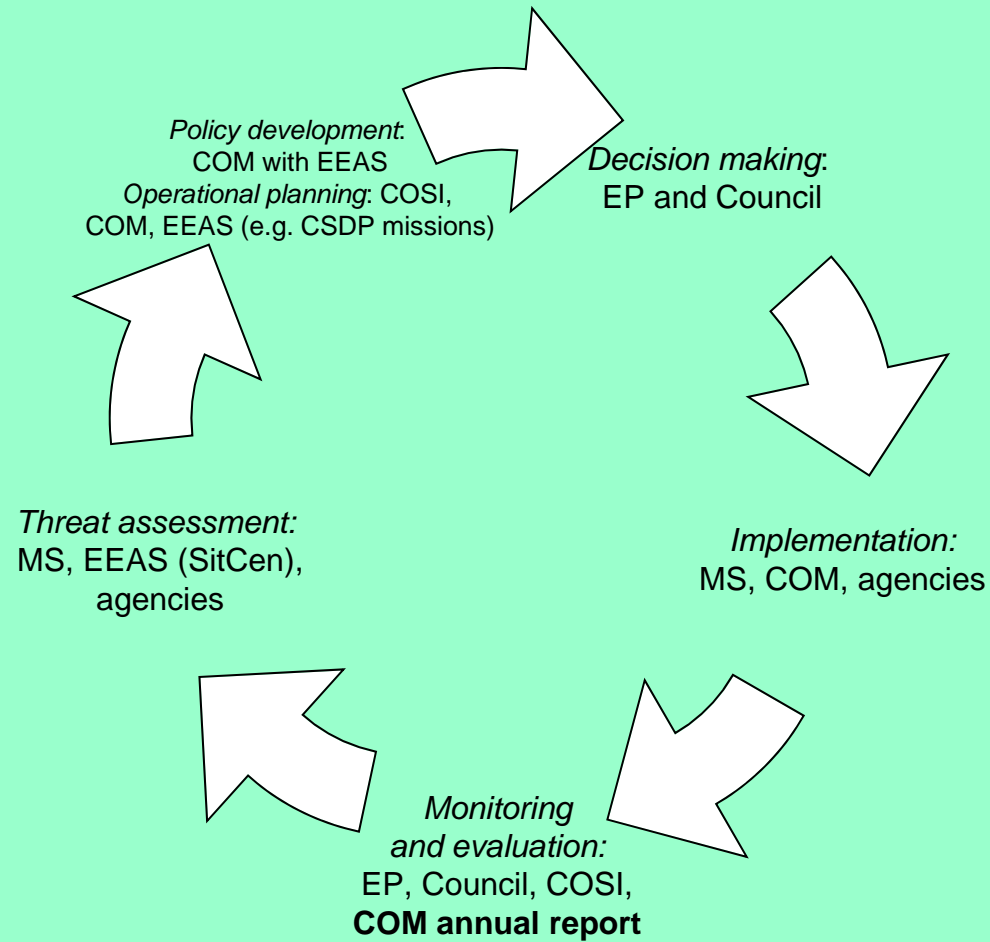 Policy development:
COM with EEAS
Operational planning: COSI,
COM, EEAS (e.g. CSDP missions)
Decision making:
EP and Council
Threat assessment:
MS, EEAS (SitCen),
agencies
Implementation:
MS, COM, agencies
Monitoring
and evaluation:
EP, Council, COSI,
COM annual report